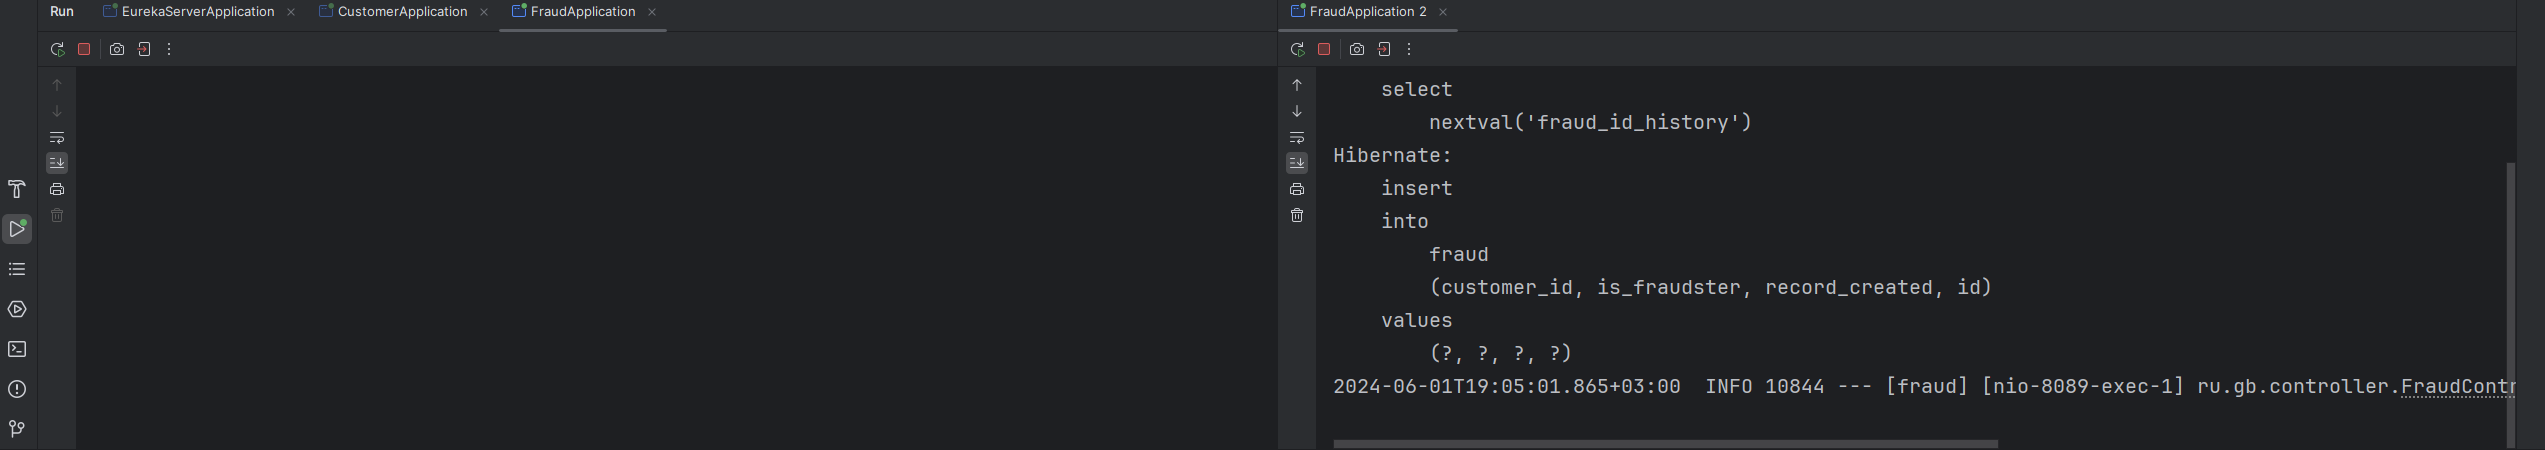 Run EurekaServerApplication CustomerApplication FraudApplication
FraudApplication 2
select
nextval('fraud_id_history')
Hibernate:
insert
into
fraud
(customer_id, is_fraudster, record_created, id)
values
(?, ?, ?, ?)
2024-06-01T19:05:01.865+03:00  INFO 10844 --- [fraud] [nio-8089-exec-1] ru.gb.controller.FraudContr